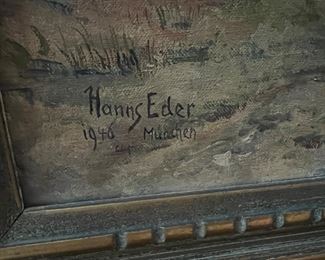 Hanns Eder
1946 München